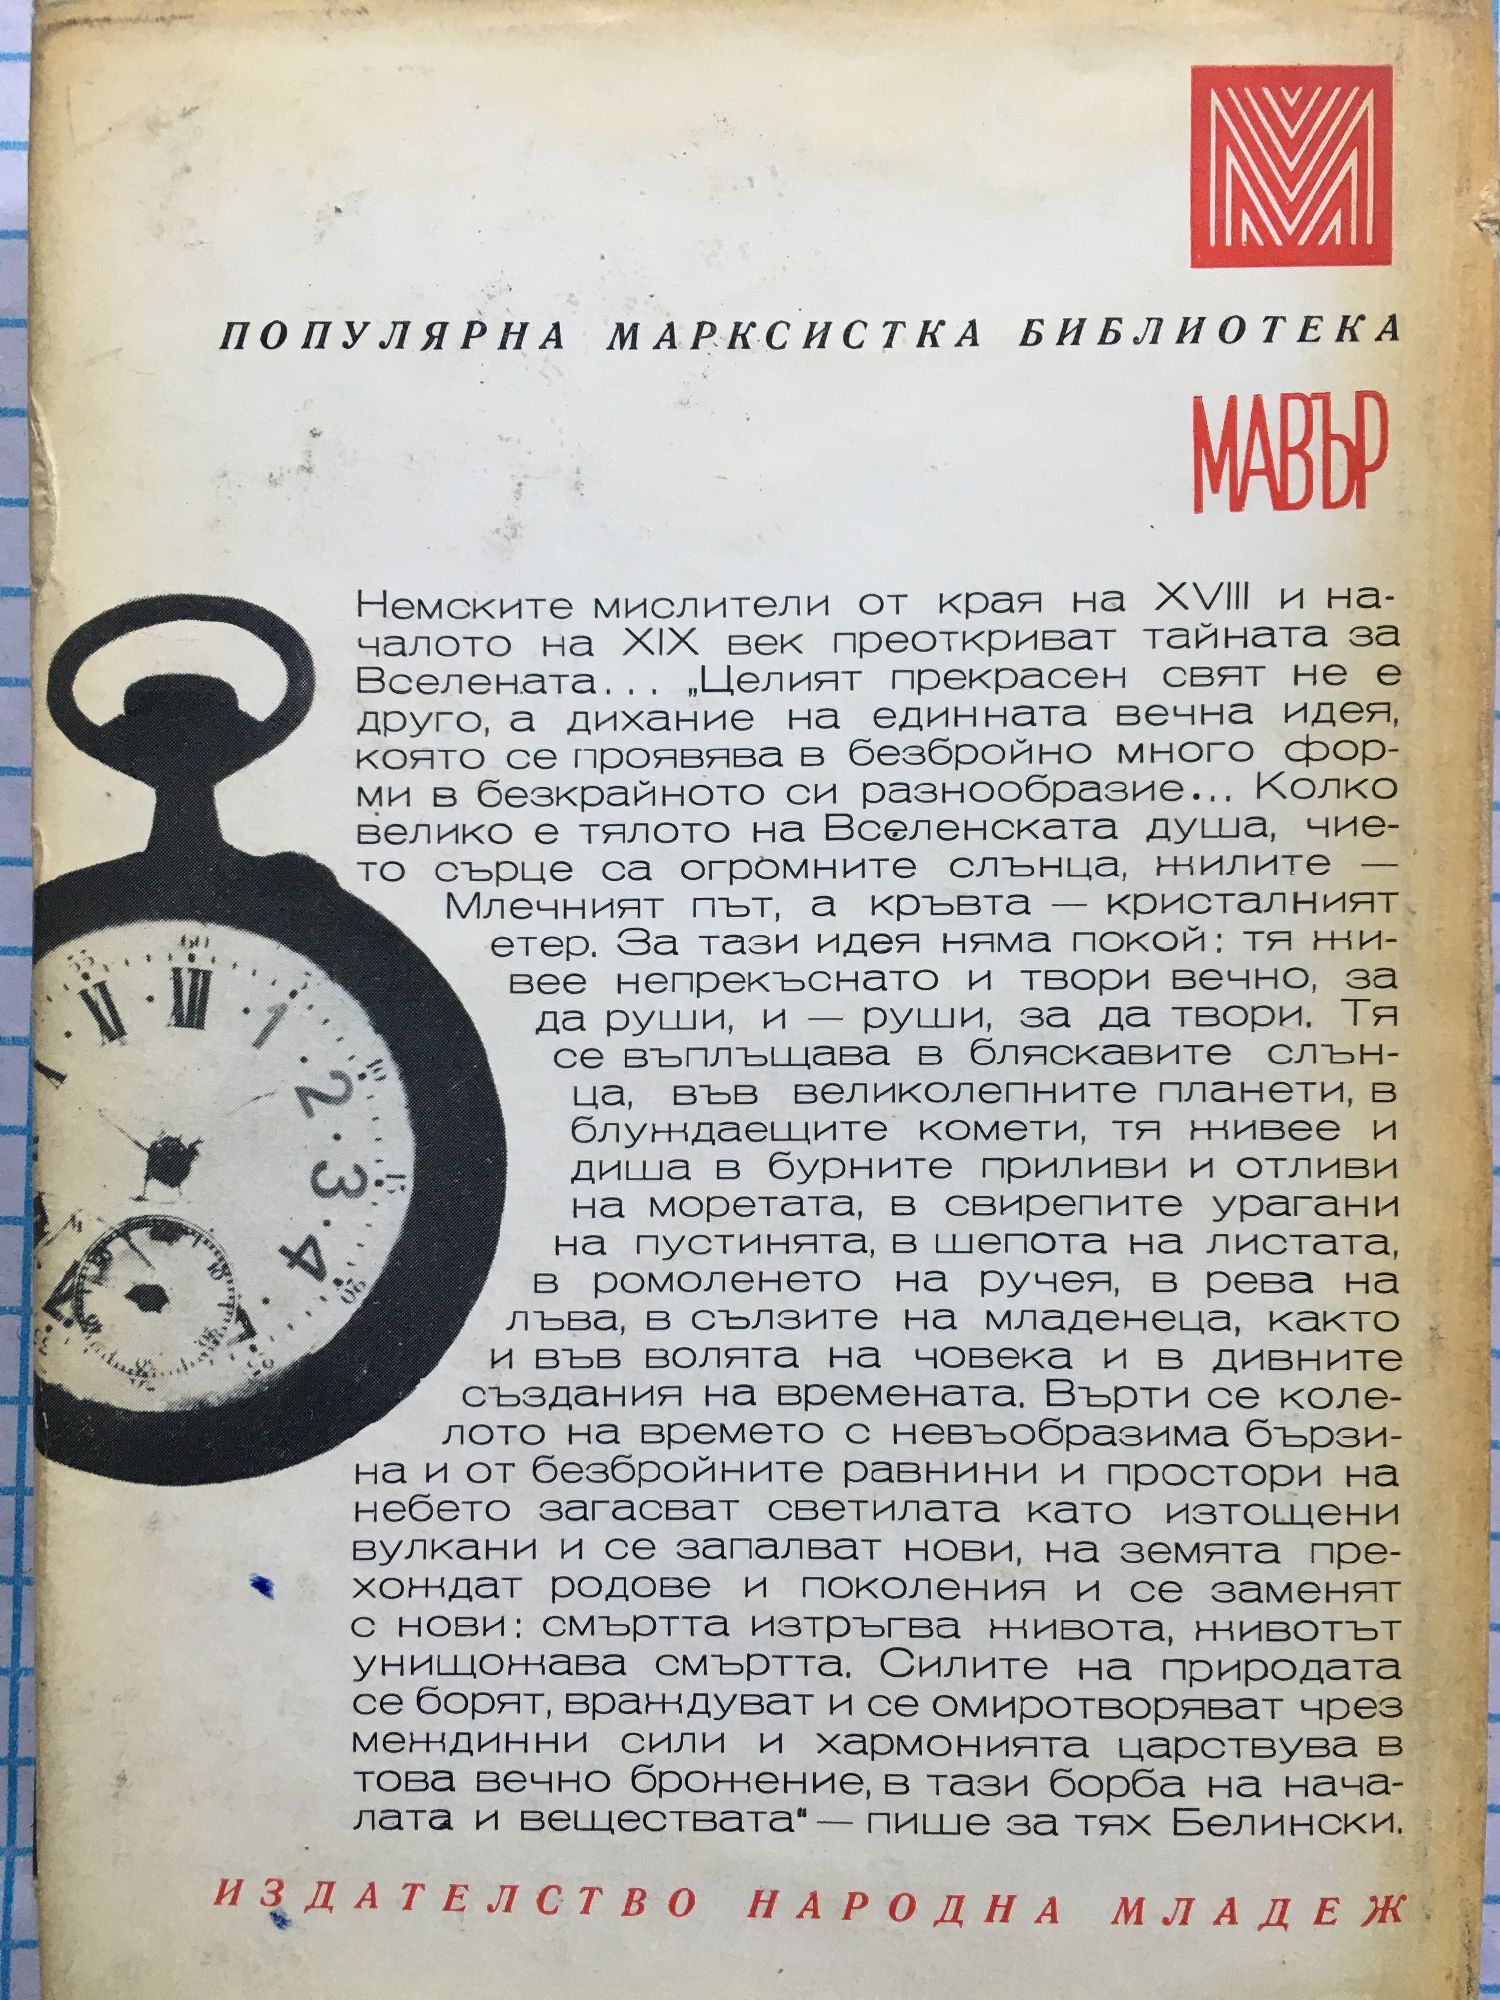 ПОПУЛЯРНА МАРКСИСТКА БИБЛИОТЕКА
МАВЪР
Немските мислители от края на XVIII и на-
чалото на XIX век преоткриват тайната за
Вселената... „Целият прекрасен свят не е
друго, а дихание на единната вечна идея,
която се проявява в безбройно много фор-
ми в безкрайното си разнообразие... Колко
велико е тялото на Вселенската душа, чие-
то сърце са огромните слънца, жилите —
Млечният път, а кръвта — кристалният
етер. За тази идея няма покой: тя жи-
вее непрекъснато и твори вечно, за
да руши, и — руши, за да твори. Тя
се въплъщава в бляскавите слън-
ца, във великолепните планети, в
блуждаещите комети, тя живее и
диша в бурните приливи и отливи
на моретата, в свирепите урагани
на пустинята, в шепота на листата,
в ромоленето на ручея, в рева на
лъва, в сълзите на младенеца, както
и във волята на човека и в дивните
създания на времената. Върти се коле-
лото на времето с невъобразима бързи-
на и от безбройните равнини и простори на
небето загасват светилата като изтощени
вулкани и се запалват нови, на земята пре-
хождат родове и поколения и се заменят
с нови: смъртта изтръгва живота, животът
унищожава смъртта. Силите на природата
се борят, враждуват и се омиротворяват чрез
междинни сили и хармонията царствува в
това вечно брожение, в тази борба на нача-
лата и веществата“ — пише за тях Белински.
ИЗДАТЕЛСТВО НАРОДНА МЛАДЕЖ
60
55
1
2
10
3
15
4